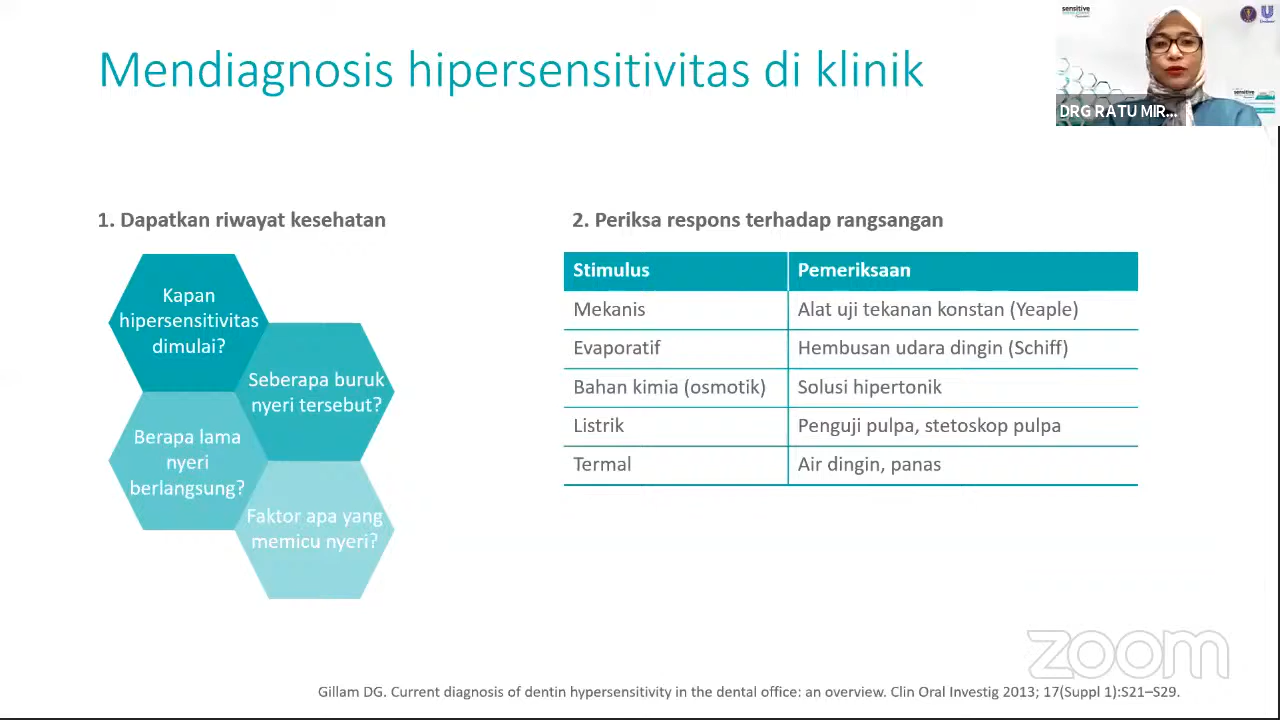 Mendiagnosis hipersensitivitas di klinik
sensitive
DRG RATU MIR...
1. Dapatkan riwayat kesehatan
Kapan
hipersensitivitas
dimulai?
Seberapa buruk
nyeri tersebut?
Berapa lama
nyeri
berlangsung?
Faktor apa yang
memicu nyeri?
2. Periksa respons terhadap rangsangan
Stimulus Pemeriksaan
Mekanis Alat uji tekanan konstan (Yeaple)
Evaporatif Hembusan udara dingin (Schiff)
Bahan kimia (osmotik) Solusi hipertonik
Listrik Penguji pulpa, stetoskop pulpa
Termal Air dingin, panas
zoom
Gillam DG. Current diagnosis of dentin hypersensitivity in the dental office: an overview. Clin Oral Investig 2013; 17(Suppl 1):S21–S29.